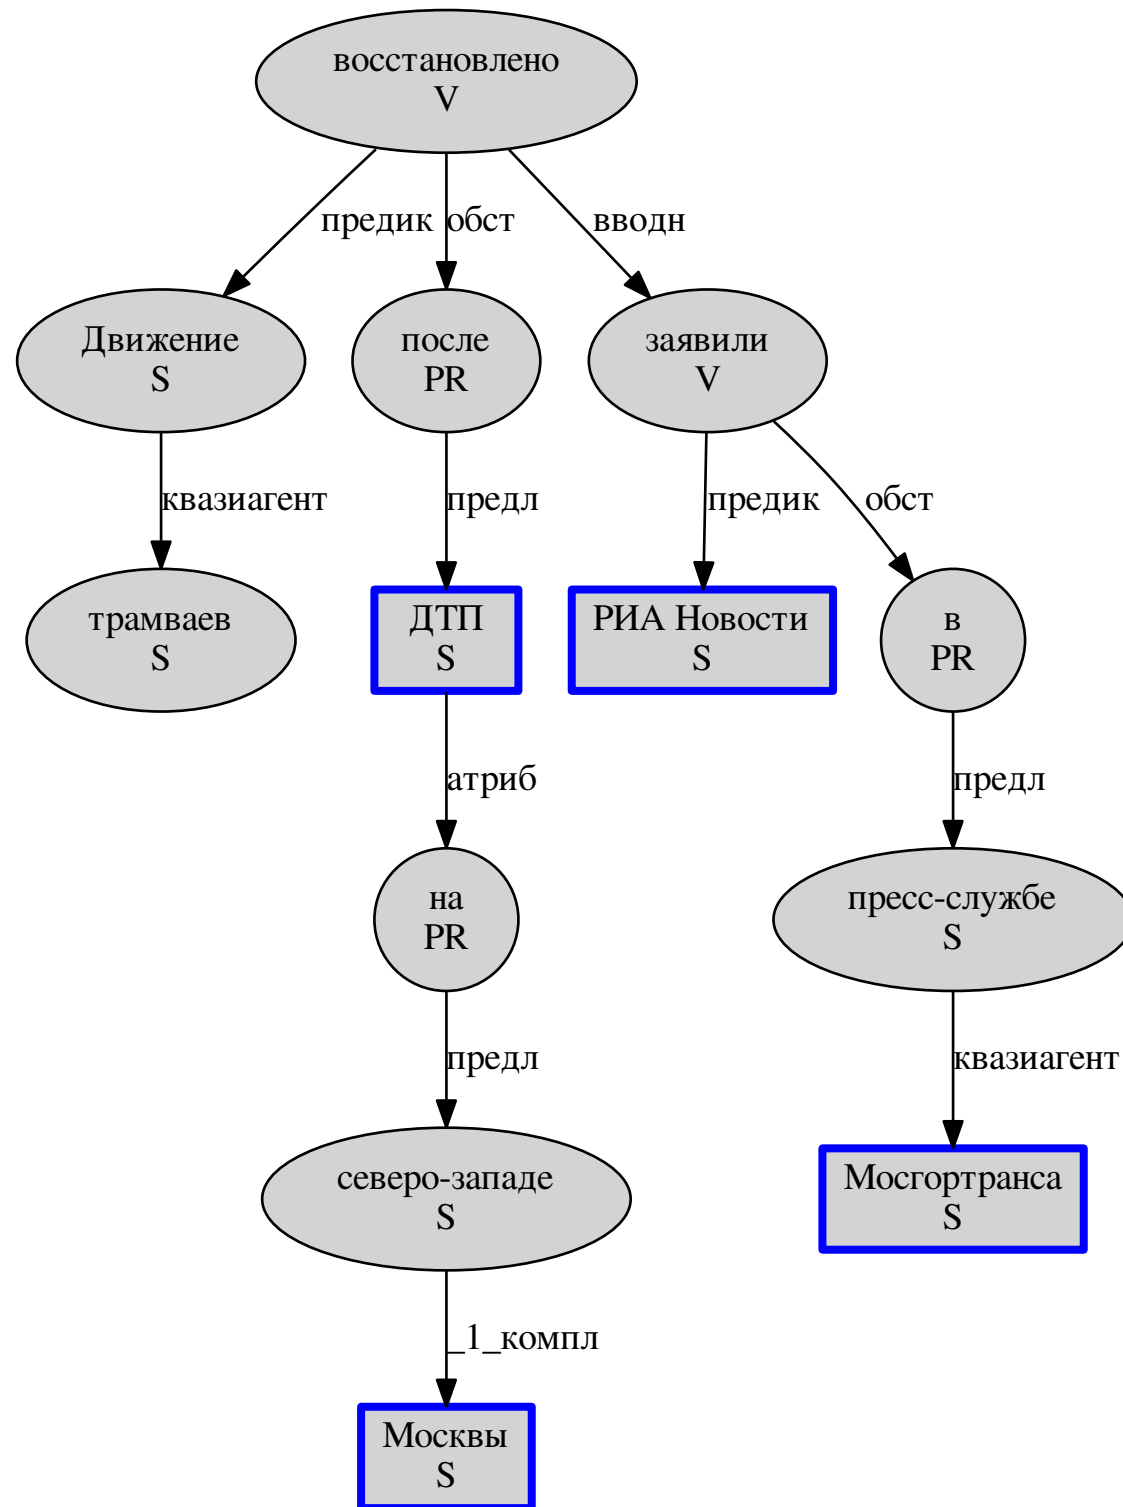 восстановлено
V
предик
обст
вводн
Движение
S
после
PR
заявили
V
квазиагент
предл
предик
обст
трамваев
S
ДТП
S
РИА Новости
S
в
PR
атриб
предл
на
PR
пресс-службе
S
предл
квазиагент
северо-западе
S
Мосгортранса
S
_1_компл
Москвы
S